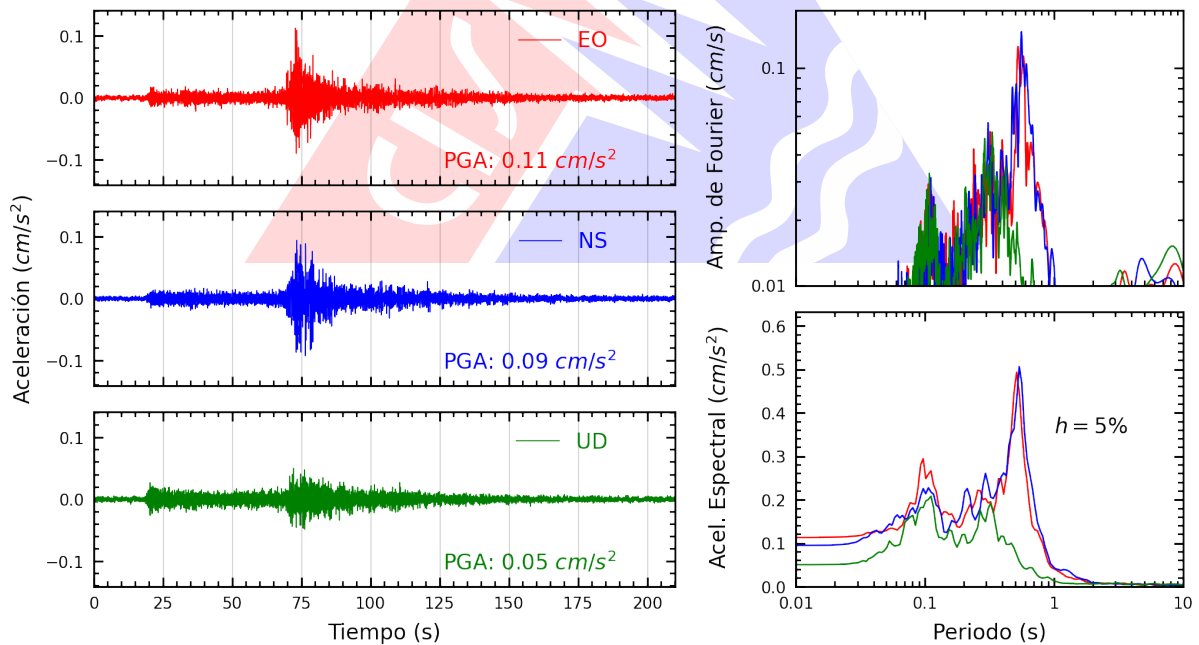 Aceleración (cm/s²)
0.1
0.0
−0.1
EO
PGA: 0.11 cm/s²
0.1
0.0
−0.1
NS
PGA: 0.09 cm/s²
0.1
0.0
−0.1
UD
PGA: 0.05 cm/s²
0 25 50 75 100 125 150 175 200
Tiempo (s)
Amp. de Fourier (cm/s)
0.1
0.01
Acel. Espectral (cm/s²)
0.6
0.5
0.4
0.3
0.2
0.1
0.0
h = 5%
0.01 0.1 1 10
Periodo (s)